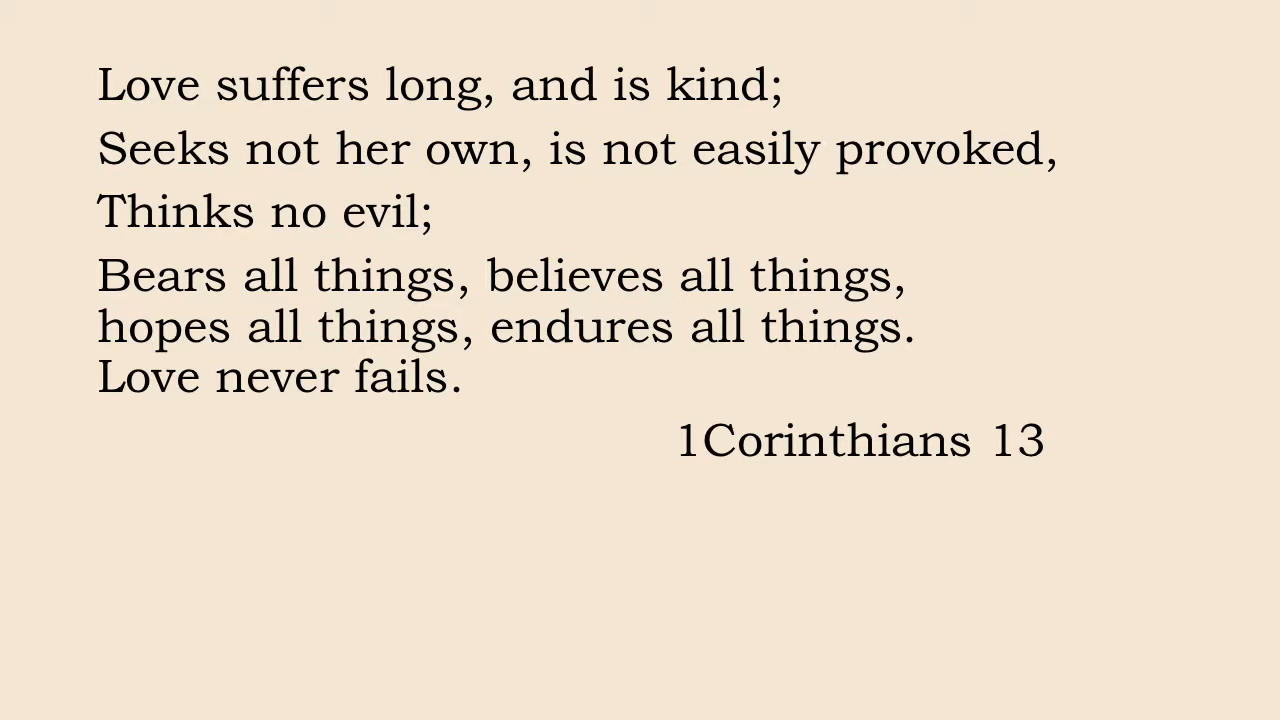 Love suffers long, and is kind;
Seeks not her own, is not easily provoked,
Thinks no evil;
Bears all things, believes all things,
hopes all things, endures all things.
Love never fails.
1Corinthians 13